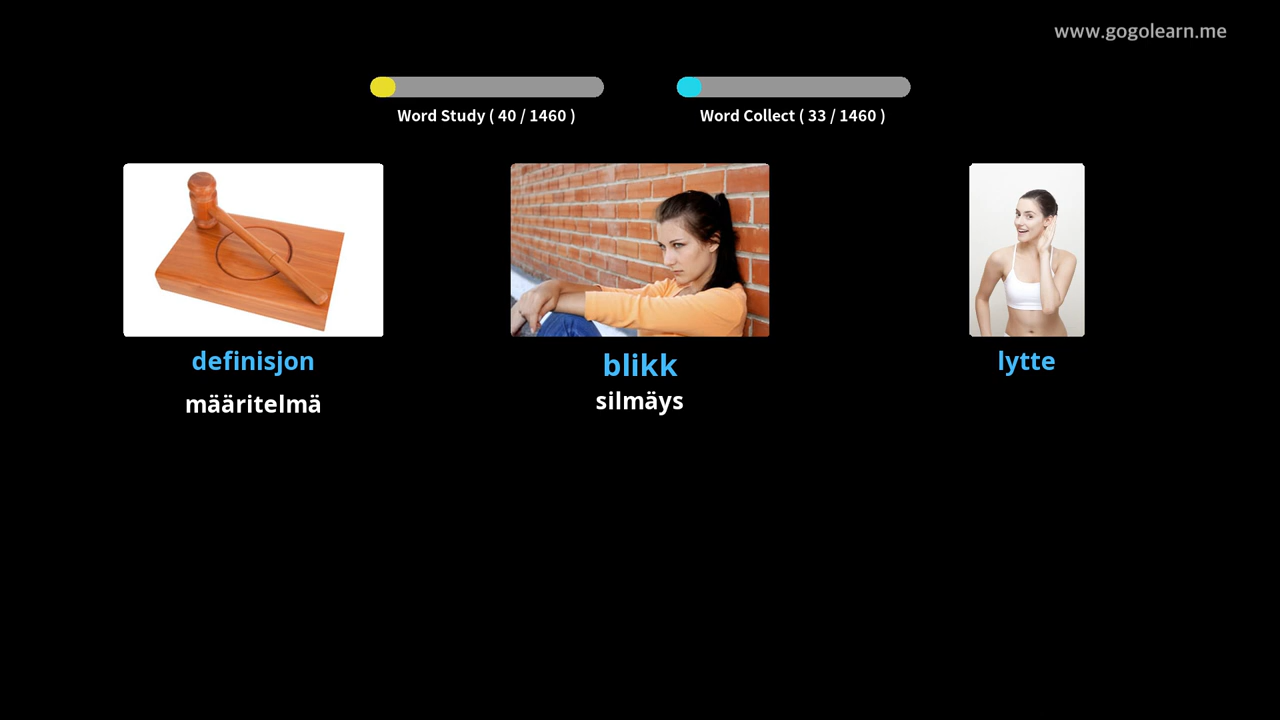 www.gogolearn.me
Word Study ( 40 / 1460 )
Word Collect ( 33 / 1460 )
definisjon
määritelmä
blikk
silmäys
lytte